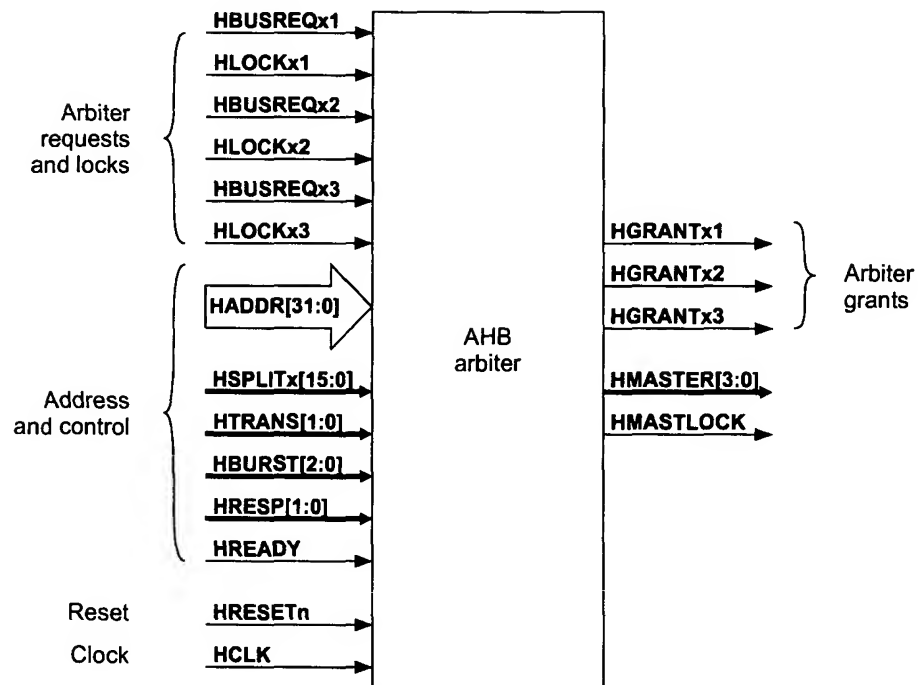 HBUSREQx1
HLOCKx1
HBUSREQx2
HLOCKx2
HBUSREQx3
HLOCKx3
Arbiter
requests
and locks
HADDR[31:0]
HSPLITx[15:0]
HTRANS[1:0]
HBURST[2:0]
HRESP[1:0]
HREADY
Address
and control
Reset
HRESETn
Clock
HCLK
AHB
arbiter
HGRANTx1
HGRANTx2
HGRANTx3
Arbiter
grants
HMASTER[3:0]
HMASTLOCK